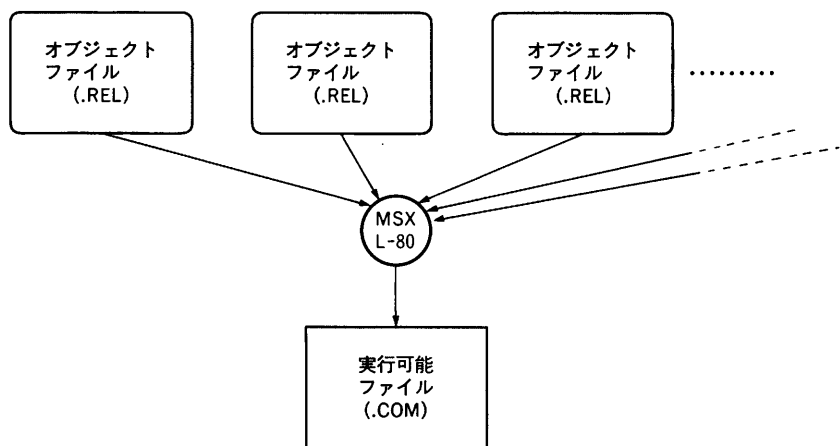 オブジェクト
ファイル
(.REL)
オブジェクト
ファイル
(.REL)
オブジェクト
ファイル
(.REL)
.........
MSX
L-80
実行可能
ファイル
(.COM)